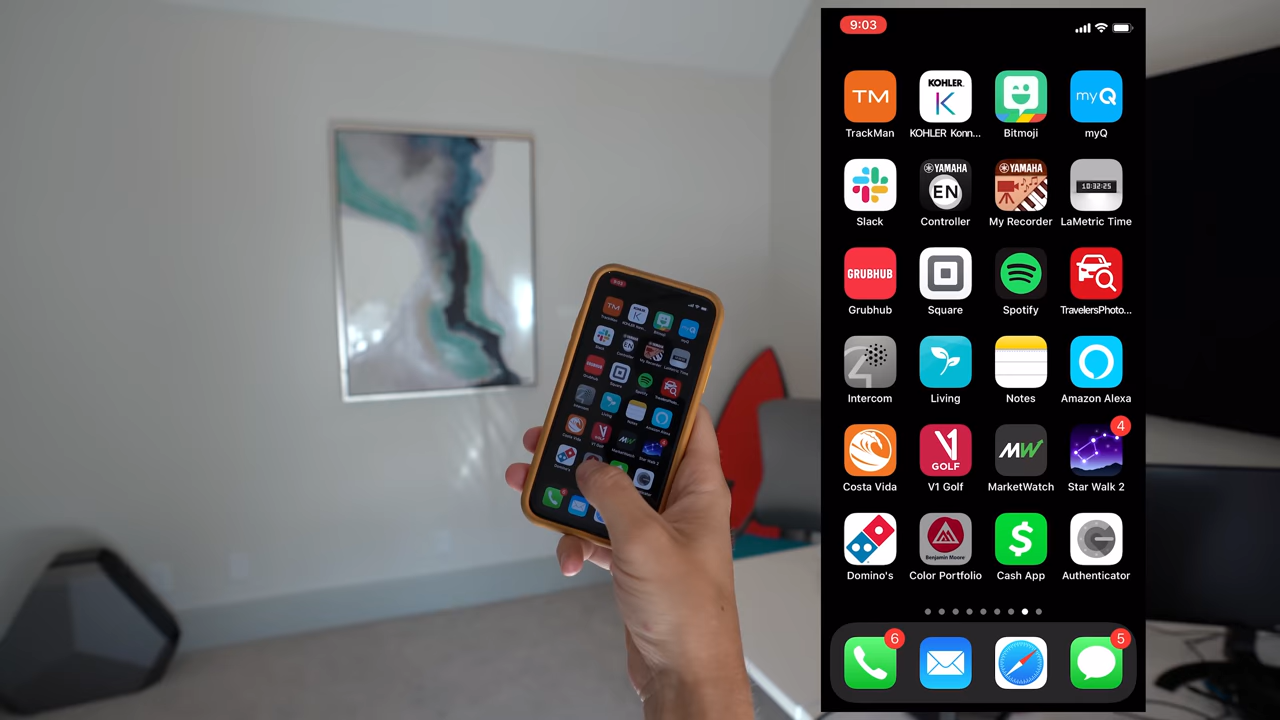 9:03
TM
KOHLER.
K
myQ
TrackMan
KOHLER Konn...
Bitmoji
myQ
YAMAHA
EN
YAMAHA
10:32:25
Slack
Controller
My Recorder
LaMetric Time
GRUBHUB
Grubhub
Square
Spotify
TravelersPhoto...
2
Intercom
Living
Notes
Amazon Alexa
V1
GOLF
MW
4
Costa Vida
V1 Golf
MarketWatch
Star Walk 2
Benjamin Moore
$
Domino's
Color Portfolio
Cash App
Authenticator
6
5